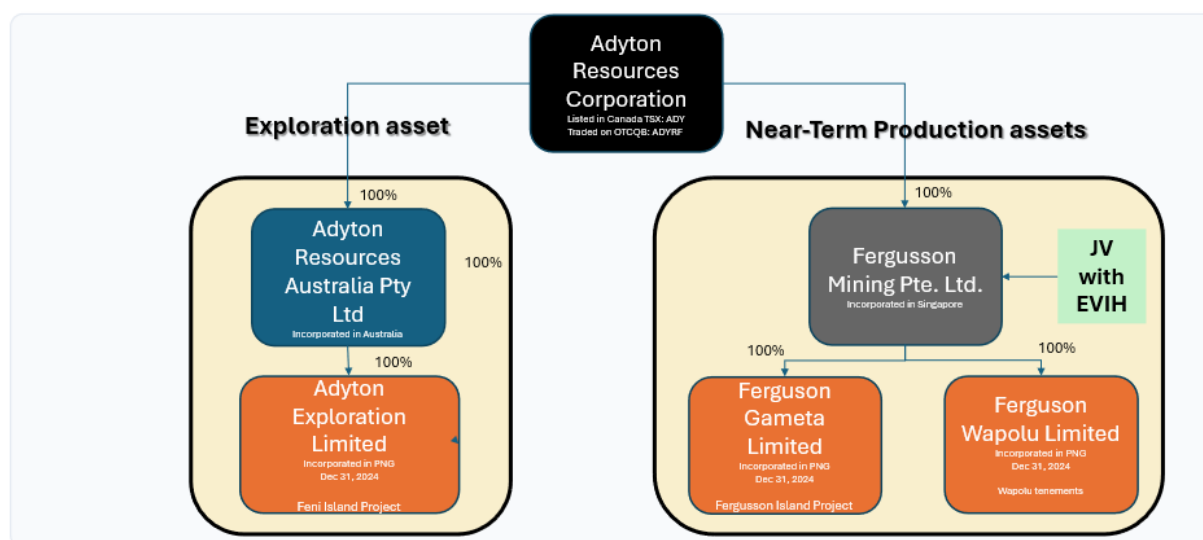 Adyton
Resources
Corporation
Listed in Canada TSX: ADY
Traded on OTCQB: ADYRF
Exploration asset
Near-Term Production assets
100%
Adyton
Resources
Australia Pty
Ltd
Incorporated in Australia
100%
100%
Adyton
Exploration
Limited
Incorporated in PNG
Dec 31, 2024
Feni Island Project
100%
Fergusson
Mining Pte. Ltd.
Incorporated in Singapore
JV
with
EVIH
100%
100%
Ferguson
Gameta
Limited
Incorporated in PNG
Dec 31, 2024
Fergusson Island Project
Ferguson
Wapolu Limited
Incorporated in PNG
Dec 31, 2024
Wapolu tenements